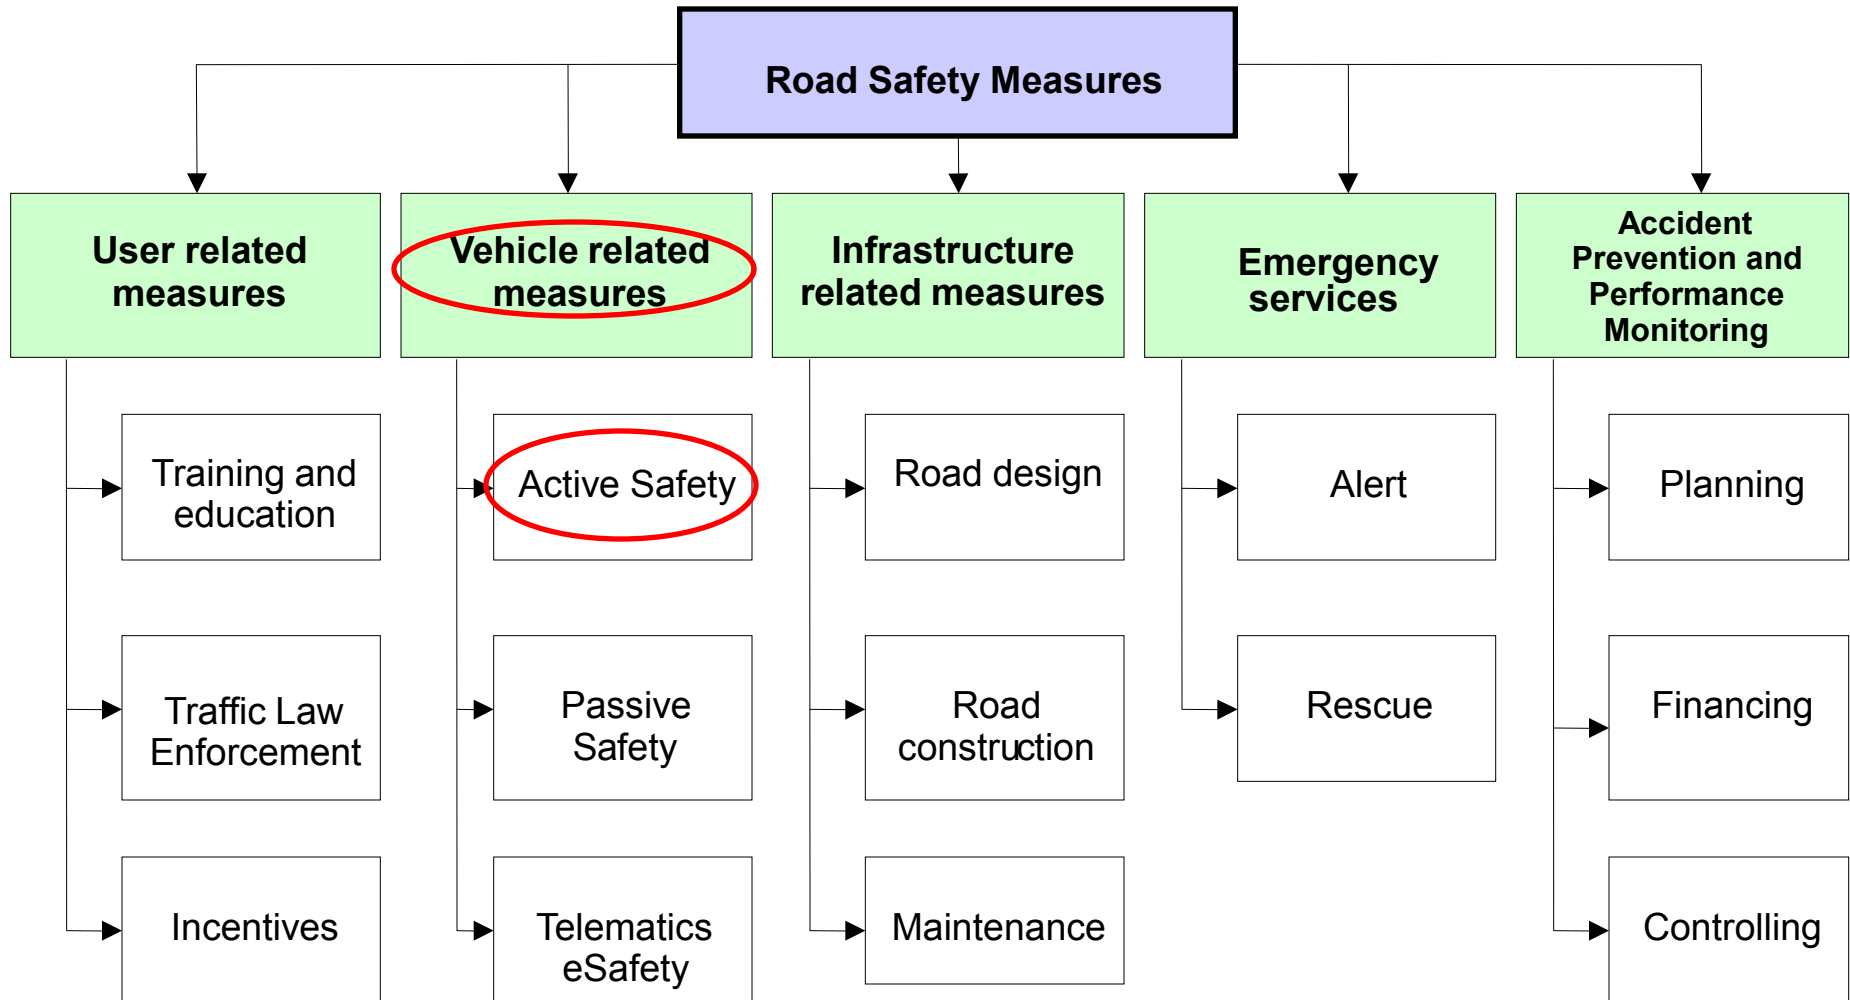 Road Safety Measures
User related
measures
Vehicle related
measures
Infrastructure
related measures
Emergency
services
Accident
Prevention and
Performance
Monitoring
Training and
education
Active Safety
Road design
Alert
Planning
Traffic Law
Enforcement
Passive
Safety
Road
construction
Rescue
Financing
Incentives
Telematics
eSafety
Maintenance
Controlling